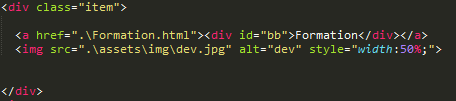 <div class="item">
<a href=".\Formation.html"><div id="bb">Formation</div></a>
<img src=".\assets\img\dev.jpg" alt="dev" style="width:50%;">
</div>